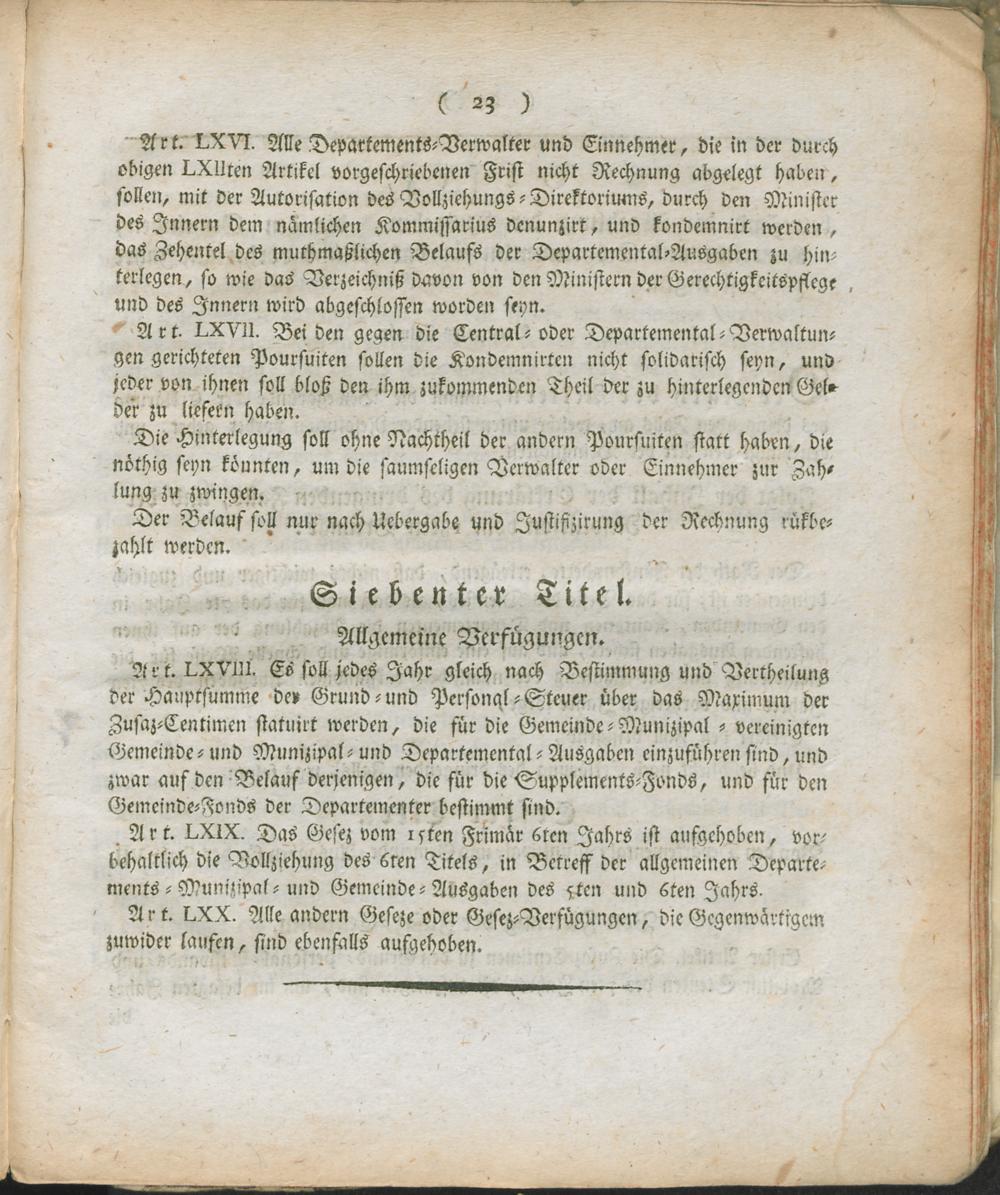 ( 23 )
Art. LXVI. Alle Departements-Verwalter und Einnehmer, die in der durch
obigen LXIIten Artikel vorgeschriebenen Frist nicht Rechnung abgelegt haben,
sollen, mit der Autorisation des Vollziehungs-Direktoriums, durch den Minister
des Innern dem nämlichen Kommissarius denunzirt, und kondemnirt werden,
das Zehentel des muthmaßlichen Belaufs der Departemental-Ausgaben zu hin-
terlegen, so wie das Verzeichniß davon von den Ministern der Gerechtigkeitspflege
und des Innern wird abgeschlossen worden seyn.
Art. LXVII. Bei den gegen die Central- oder Departemental-Verwaltun-
gen gerichteten Poursuiten sollen die Kondemnirten nicht solidarisch seyn, und
jeder von ihnen soll bloß den ihm zukommenden Theil der zu hinterlegenden Gel-
der zu liefern haben.
Die Hinterlegung soll ohne Nachtheil der andern Poursuiten statt haben, die
nöthig seyn könnten, um die saumseligen Verwalter oder Einnehmer zur Zah-
lung zu zwingen.
Der Belauf soll nur nach Uebergabe und Justifizirung der Rechnung rükbe-
zahlt werden.
Siebenter Titel.
Allgemeine Verfügungen.
Art. LXVIII. Es soll jedes Jahr gleich nach Bestimmung und Vertheilung
der Hauptsumme der Grund- und Personal-Steuer über das Maximum der
Zusaz-Centimen statuirt werden, die für die Gemeinde-Munizipal- vereinigten
Gemeinde- und Munizipal- und Departemental-Ausgaben einzuführen sind, und
zwar auf den Belauf derjenigen, die für die Supplements-Fonds, und für den
Gemeinde-Fonds der Departementer bestimmt sind.
Art. LXIX. Das Gesez vom 15ten Frimär 6ten Jahrs ist aufgehoben, vor-
behaltlich die Vollziehung des 6ten Titels, in Betreff der allgemeinen Departe-
ments- Munizipal- und Gemeinde-Ausgaben des 5ten und 6ten Jahrs.
Art. LXX. Alle andern Geseze oder Gesez-Verfügungen, die Gegenwärtigem
zuwider laufen, sind ebenfalls aufgehoben.